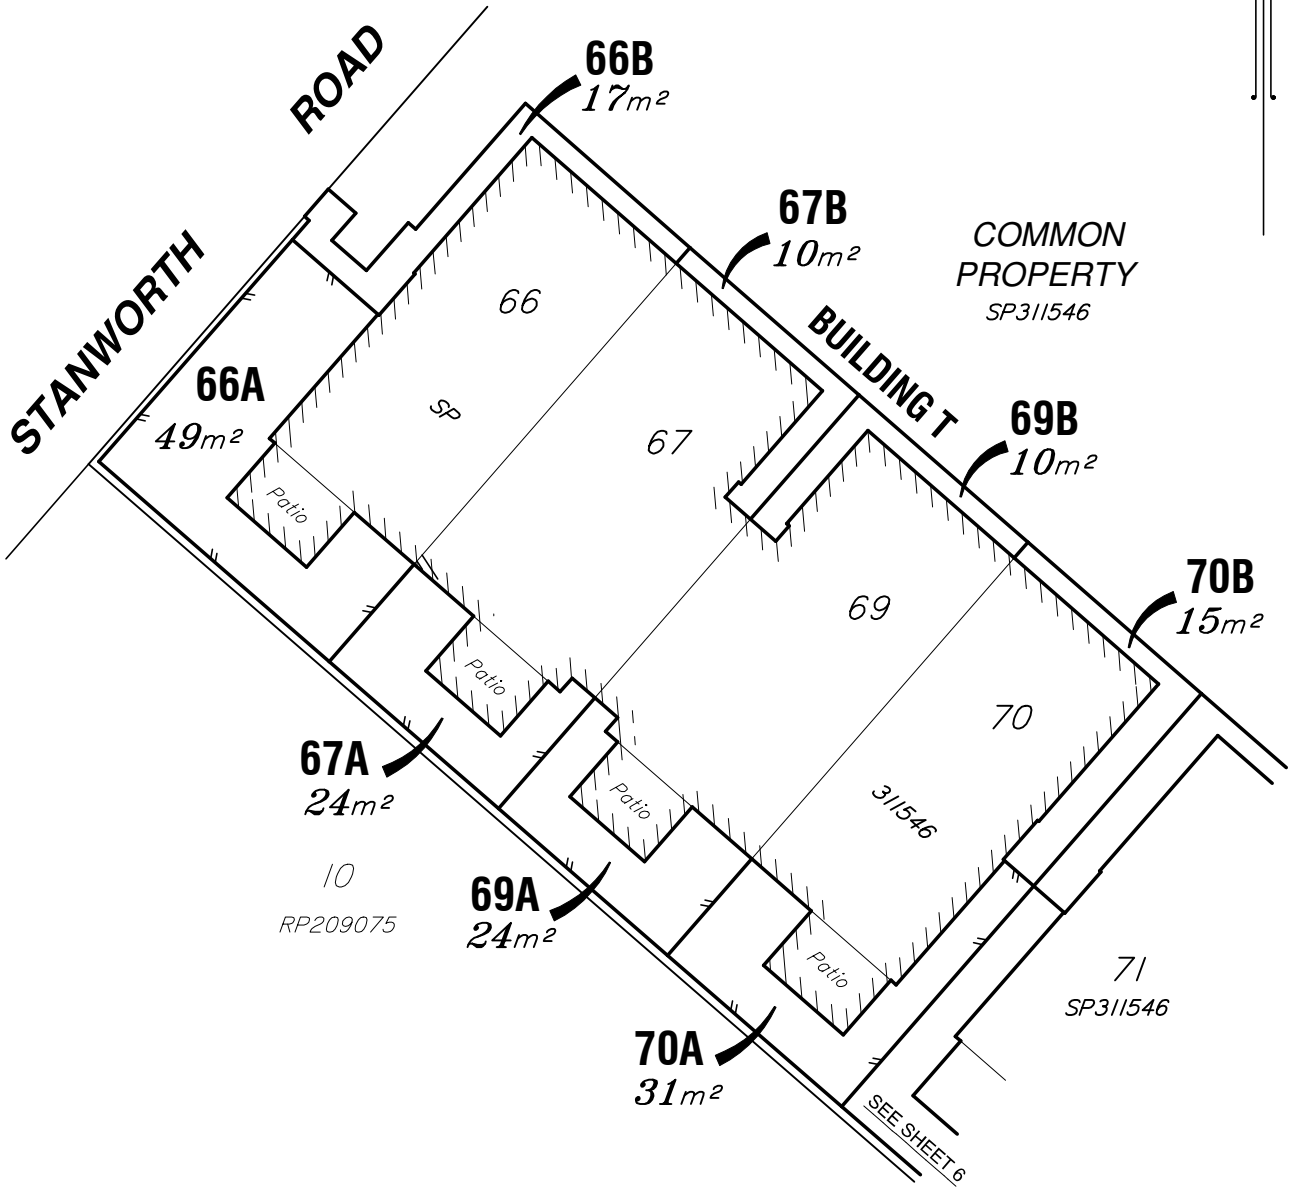 ROAD
STANWORTH
66B
17m²
67B
10m²
COMMON
PROPERTY
SP311546
66
BUILDING T
66A
49m²
SP
67
69B
10m²
Patio
69
70B
15m²
Patio
70
67A
24m²
Patio
311546
10
RP209075
69A
24m²
Patio
71
SP311546
70A
31m²
SEE SHEET 6